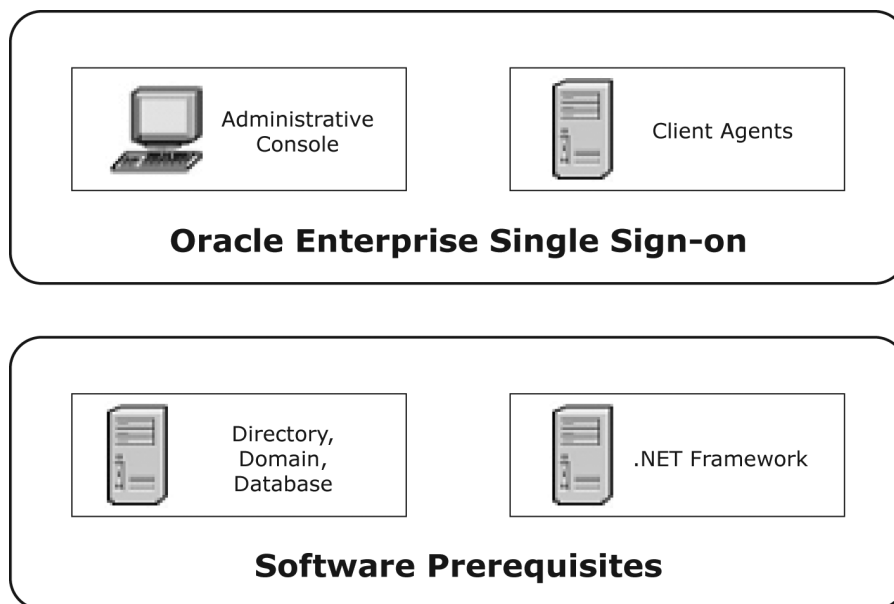 Administrative
Console
Client Agents
Oracle Enterprise Single Sign-on
Directory,
Domain,
Database
.NET Framework
Software Prerequisites